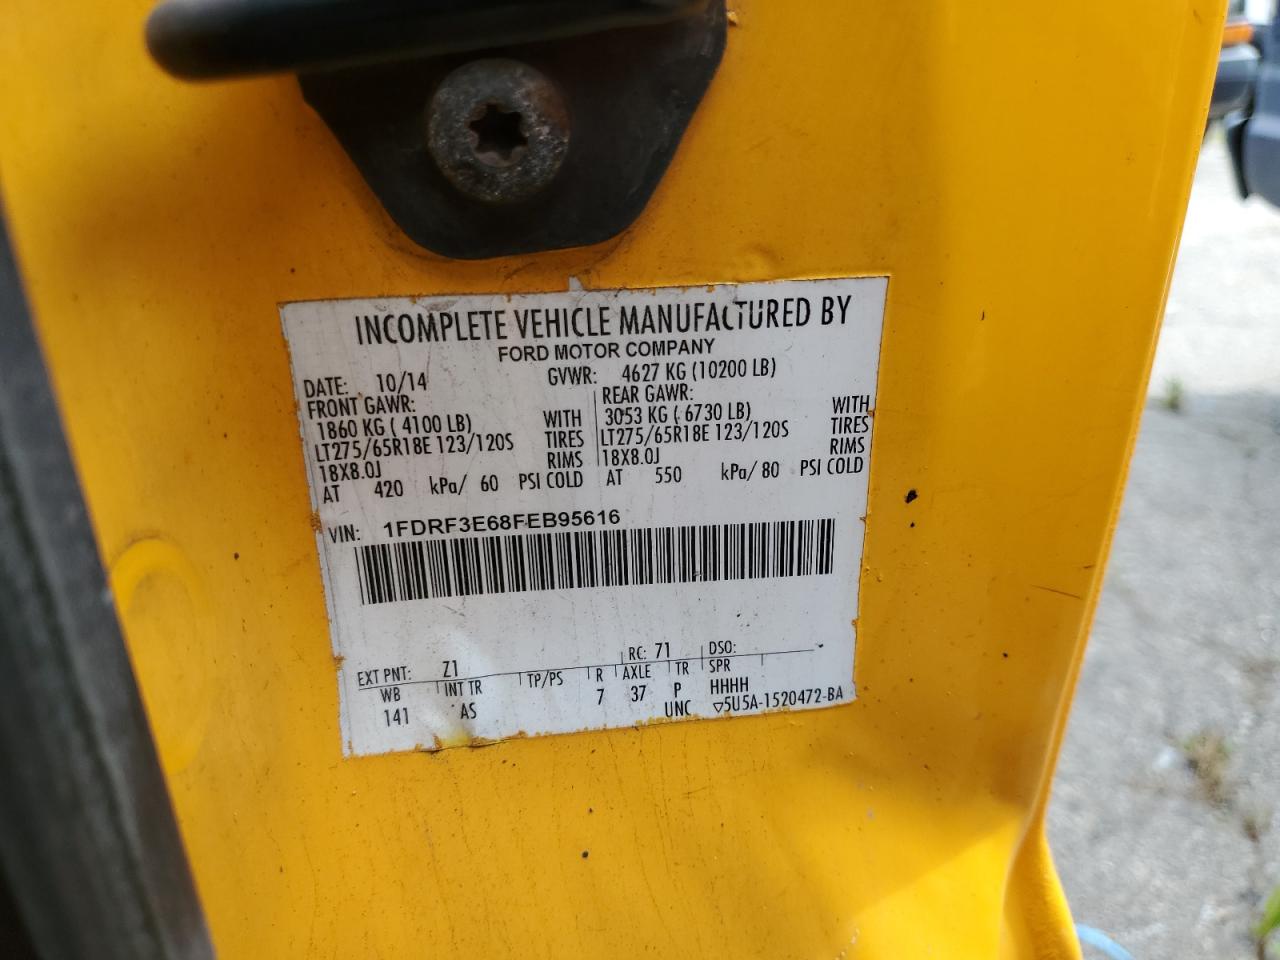 INCOMPLETE VEHICLE MANUFACTURED BY
FORD MOTOR COMPANY
DATE: 10/14 GVWR: 4627 KG (10200 LB)
FRONT GAWR: REAR GAWR:
1860 KG ( 4100 LB) WITH 3053 KG ( 6730 LB) WITH
LT275/65R18E 123/120S TIRES LT275/65R18E 123/120S TIRES
18X8.0J RIMS 18X8.0J RIMS
AT 420 kPa/ 60 PSI COLD AT 550 kPa/ 80 PSI COLD
VIN: 1FDRF3E68FEB95616
EXT PNT: Z1 RC: 71 DSO:
WB INT TR TP/PS R AXLE TR SPR
141 AS 7 37 P HHHH
UNC ▽5U5A-1520472-BA